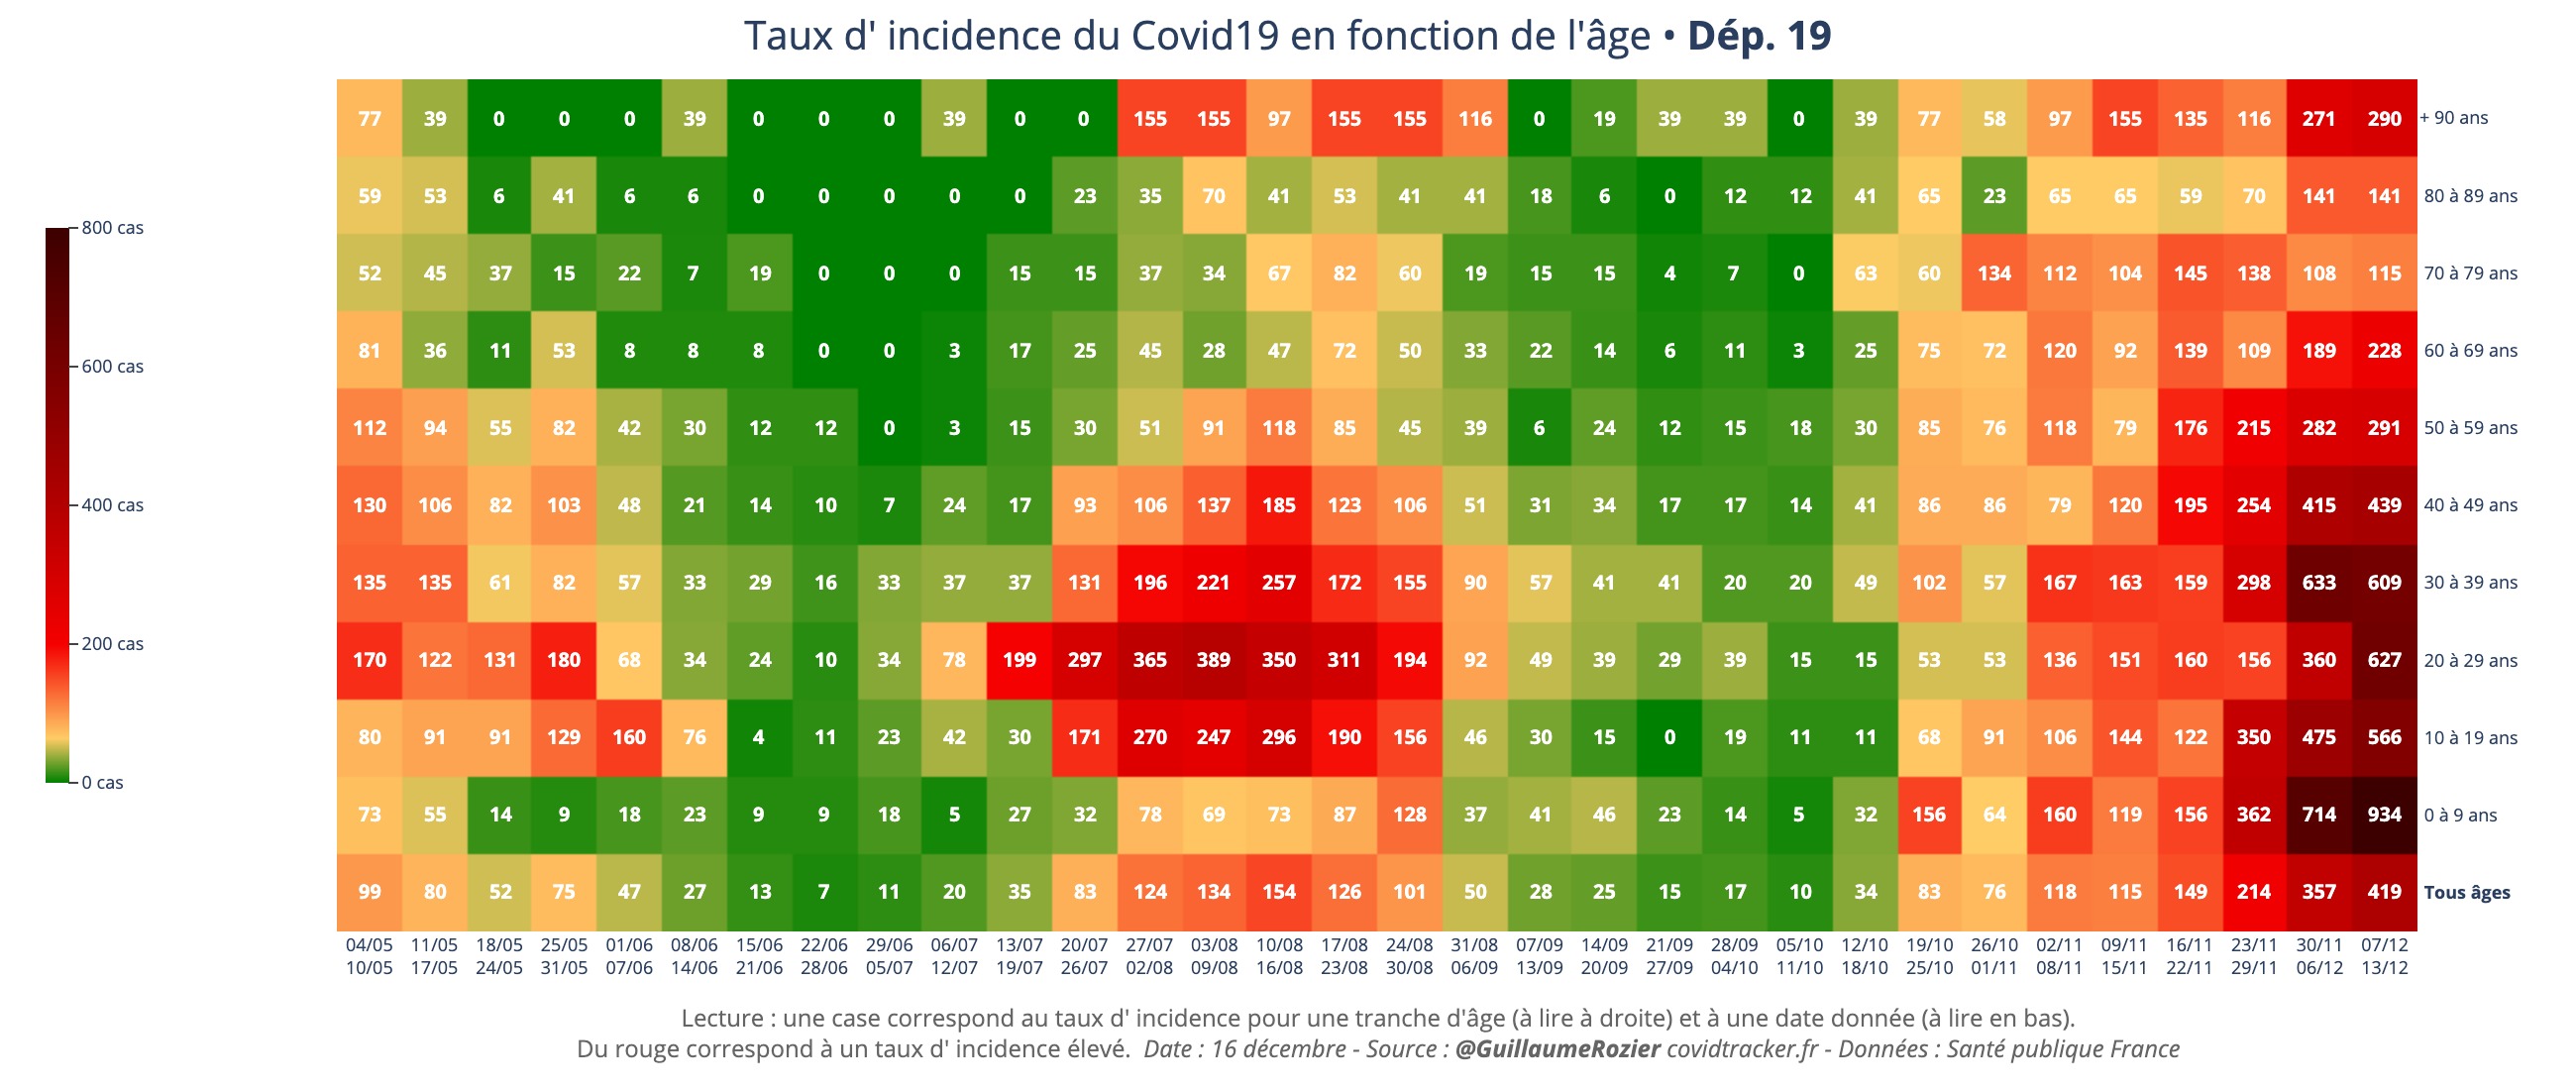 Taux d' incidence du Covid19 en fonction de l'âge • Dép. 19
800 cas
600 cas
400 cas
200 cas
0 cas
77 39 0 0 0 39 0 0 0 39 0 0 155 155 97 155 155 116 0 19 39 39 0 39 77 58 97 155 135 116 271 290 + 90 ans
59 53 6 41 6 6 0 0 0 0 0 23 35 70 41 53 41 41 18 6 0 12 12 41 65 23 65 65 59 70 141 141 80 à 89 ans
52 45 37 15 22 7 19 0 0 0 15 15 37 34 67 82 60 19 15 15 4 7 0 63 60 134 112 104 145 138 108 115 70 à 79 ans
81 36 11 53 8 8 8 0 0 3 17 25 45 28 47 72 50 33 22 14 6 11 3 25 75 72 120 92 139 109 189 228 60 à 69 ans
112 94 55 82 42 30 12 12 0 3 15 30 51 91 118 85 45 39 6 24 12 15 18 30 85 76 118 79 176 215 282 291 50 à 59 ans
130 106 82 103 48 21 14 10 7 24 17 93 106 137 185 123 106 51 31 34 17 17 14 41 86 86 79 120 195 254 415 439 40 à 49 ans
135 135 61 82 57 33 29 16 33 37 37 131 196 221 257 172 155 90 57 41 41 20 20 49 102 57 167 163 159 298 633 609 30 à 39 ans
170 122 131 180 68 34 24 10 34 78 199 297 365 389 350 311 194 92 49 39 29 39 15 15 53 53 136 151 160 156 360 627 20 à 29 ans
80 91 91 129 160 76 4 11 23 42 30 171 270 247 296 190 156 46 30 15 0 19 11 11 68 91 106 144 122 350 475 566 10 à 19 ans
73 55 14 9 18 23 9 9 18 5 27 32 78 69 73 87 128 37 41 46 23 14 5 32 156 64 160 119 156 362 714 934 0 à 9 ans
99 80 52 75 47 27 13 7 11 20 35 83 124 134 154 126 101 50 28 25 15 17 10 34 83 76 118 115 149 214 357 419 Tous âges
04/05 11/05 18/05 25/05 01/06 08/06 15/06 22/06 29/06 06/07 13/07 20/07 27/07 03/08 10/08 17/08 24/08 31/08 07/09 14/09 21/09 28/09 05/10 12/10 19/10 26/10 02/11 09/11 16/11 23/11 30/11 07/12
10/05 17/05 24/05 31/05 07/06 14/06 21/06 28/06 05/07 12/07 19/07 26/07 02/08 09/08 16/08 23/08 30/08 06/09 13/09 20/09 27/09 04/10 11/10 18/10 25/10 01/11 08/11 15/11 22/11 29/11 06/12 13/12
Lecture : une case correspond au taux d' incidence pour une tranche d'âge (à lire à droite) et à une date donnée (à lire en bas).
Du rouge correspond à un taux d' incidence élevé. Date : 16 décembre - Source : @GuillaumeRozier covidtracker.fr - Données : Santé publique France